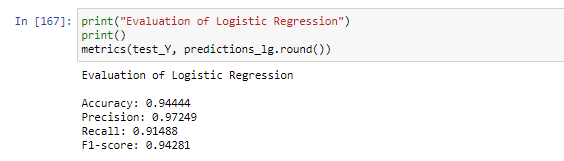 In [167]: print("Evaluation of Logistic Regression")
print()
metrics(test_Y, predictions_lg.round())
Evaluation of Logistic Regression
Accuracy: 0.94444
Precision: 0.97249
Recall: 0.91488
F1-score: 0.94281